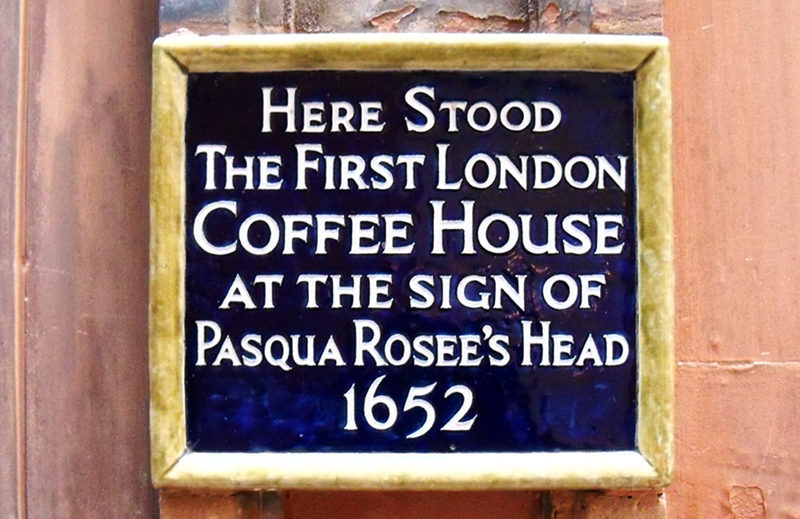 Here Stood
The First London
Coffee House
at the sign of
Pasqua Rosee's Head
1652